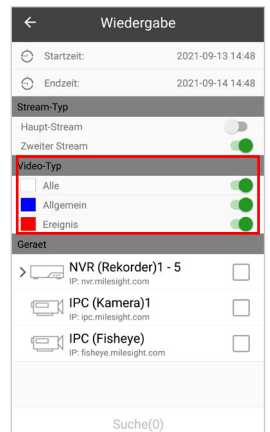 Wiedergabe
Startzeit: 2021-09-13 14:48
Endzeit: 2021-09-14 14:48
Stream-Typ
Haupt-Stream
Zweiter Stream
Video-Typ
Alle
Allgemein
Ereignis
Geraet
NVR (Rekorder)1 - 5
IP: nvr.milesight.com
IPC (Kamera)1
IP: ipc.milesight.com
IPC (Fisheye)
IP: fisheye.milesight.com
Suche(0)